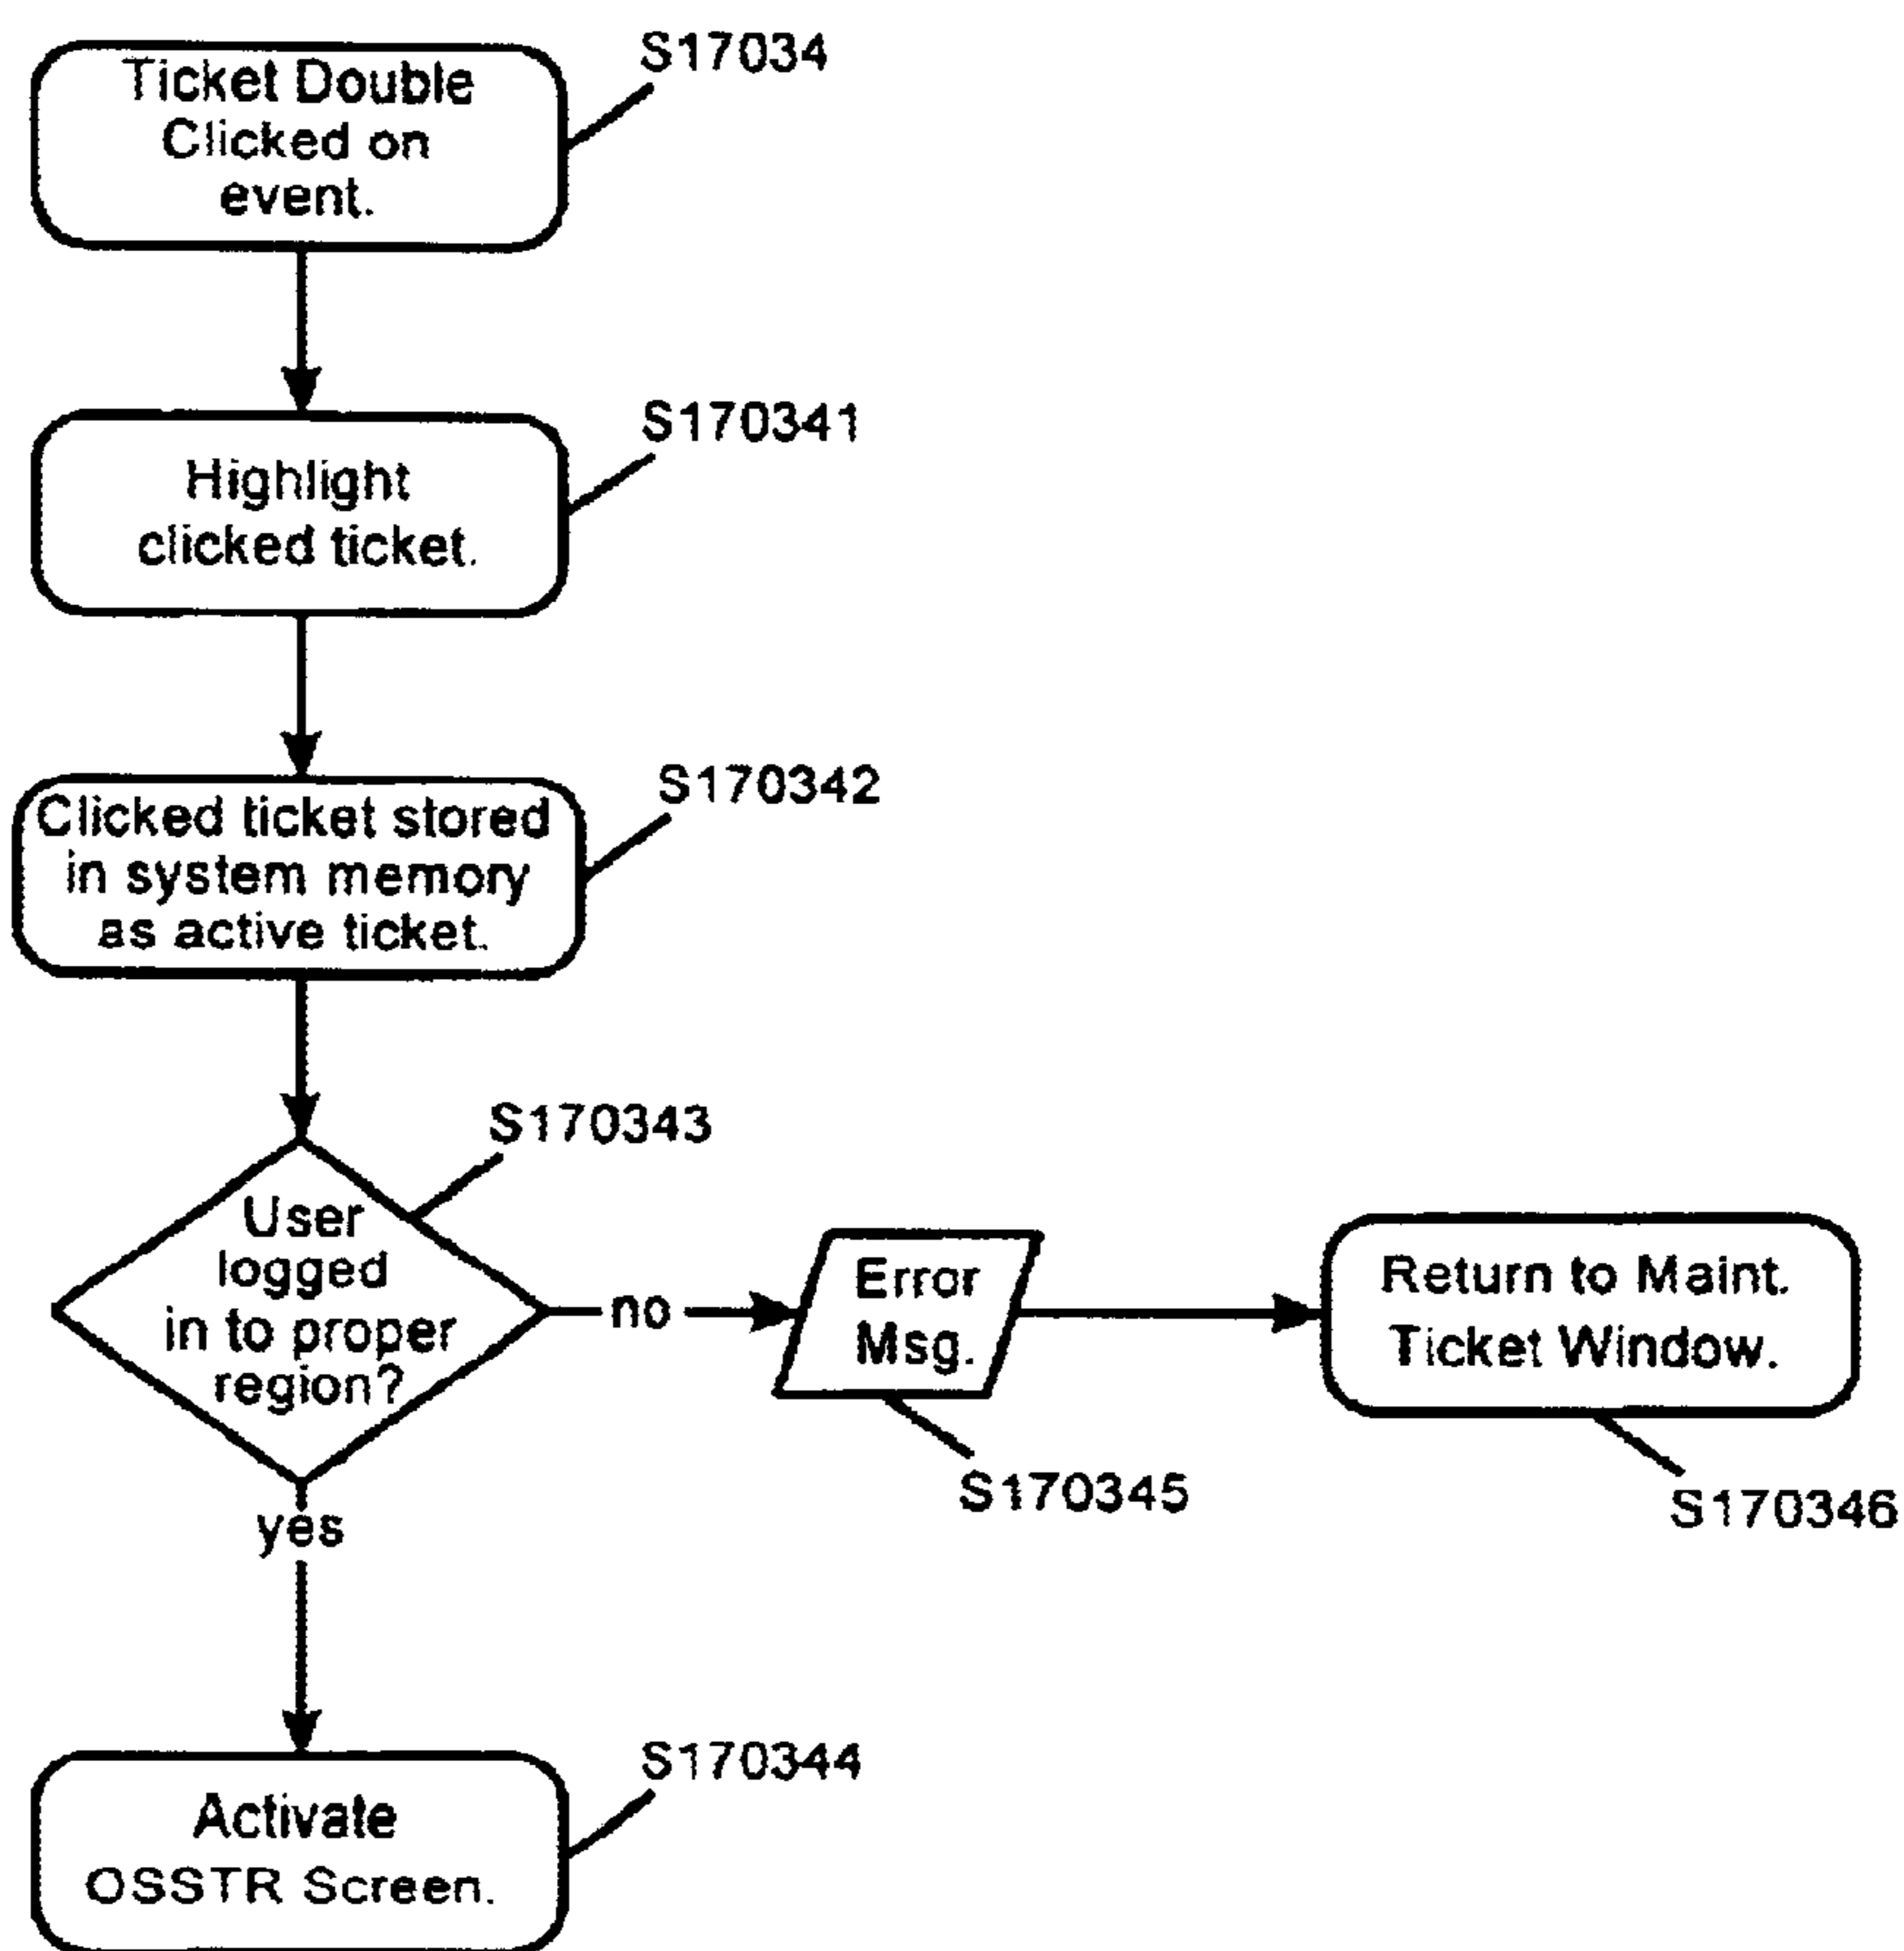 S17034
Ticket Double
Clicked on
event.
S170341
Highlight
clicked ticket.
S170342
Clicked ticket stored
in system memory
as active ticket.
S170343
User
logged
in to proper
region?
no
Error
Msg.
S170345
Return to Maint.
Ticket Window.
S170346
yes
S170344
Activate
OSSTR Screen.